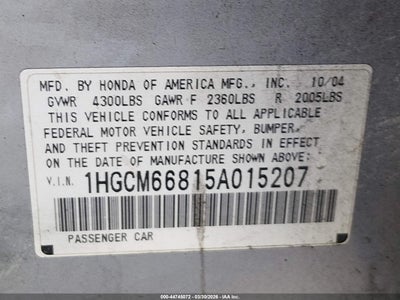 MFD. BY HONDA OF AMERICA MFG., INC. 10/04
GVWR 4300LBS GAWR F 2360LBS R 2005LBS
THIS VEHICLE CONFORMS TO ALL APPLICABLE
FEDERAL MOTOR VEHICLE SAFETY, BUMPER,
AND THEFT PREVENTION STANDARDS IN EFFECT
ON THE DATE OF MANUFACTURE SHOWN ABOVE:
V.I.N. 1HGCM66815A015207
PASSENGER CAR
000-44748072 — 03/10/2026 — IAA Inc.